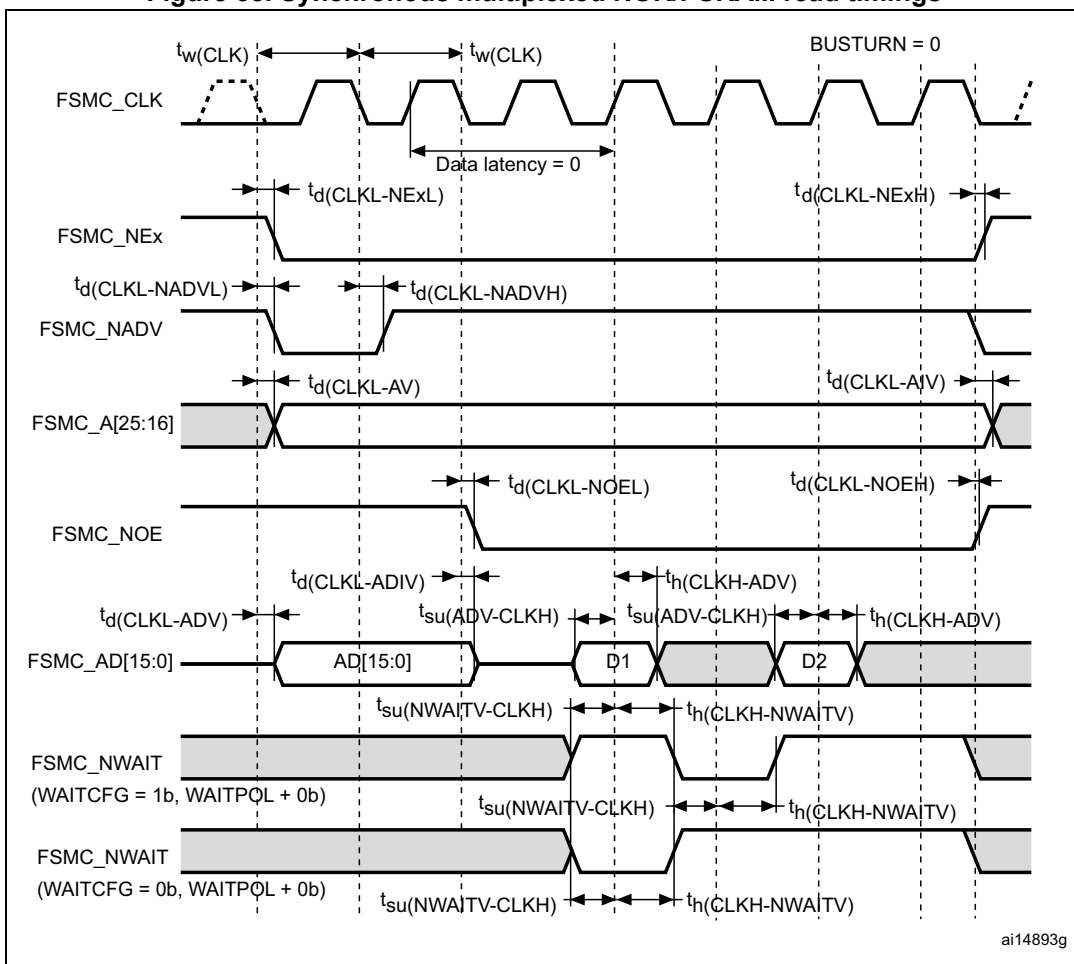 tw(CLK) tw(CLK) BUSTURN = 0
FSMC_CLK
Data latency = 0
td(CLKL-NExL) td(CLKL-NExH)
FSMC_NEx
td(CLKL-NADVL) td(CLKL-NADVH)
FSMC_NADV
td(CLKL-AV) td(CLKL-AIV)
FSMC_A[25:16]
td(CLKL-NOEL) td(CLKL-NOEH)
FSMC_NOE
td(CLKL-ADIV) th(CLKH-ADV)
td(CLKL-ADV) tsu(ADV-CLKH) tsu(ADV-CLKH) th(CLKH-ADV)
FSMC_AD[15:0] AD[15:0] D1 D2
tsu(NWAITV-CLKH) th(CLKH-NWAITV)
FSMC_NWAIT
(WAITCFG = 1b, WAITPOL + 0b)
tsu(NWAITV-CLKH) th(CLKH-NWAITV)
FSMC_NWAIT
(WAITCFG = 0b, WAITPOL + 0b)
tsu(NWAITV-CLKH) th(CLKH-NWAITV)
ai14893g